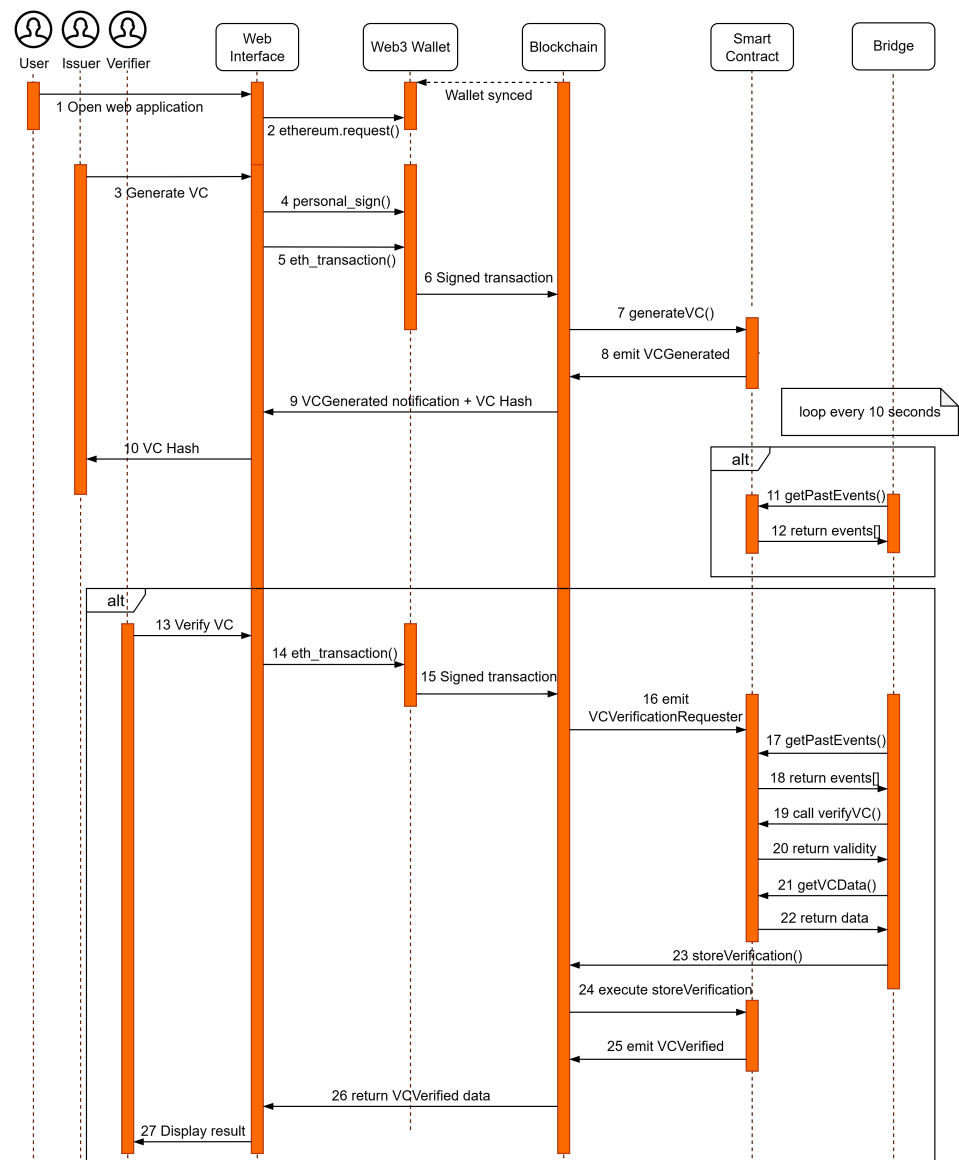 User
Issuer
Verifier
Web
Interface
Web3 Wallet
Blockchain
Smart
Contract
Bridge
Wallet synced
1 Open web application
2 ethereum.request()
3 Generate VC
4 personal_sign()
5 eth_transaction()
6 Signed transaction
7 generateVC()
8 emit VCGenerated
9 VCGenerated notification + VC Hash
loop every 10 seconds
10 VC Hash
alt
11 getPastEvents()
12 return events[]
alt
13 Verify VC
14 eth_transaction()
15 Signed transaction
16 emit
VCVerificationRequester
17 getPastEvents()
18 return events[]
19 call verifyVC()
20 return validity
21 getVCData()
22 return data
23 storeVerification()
24 execute storeVerification
25 emit VCVerified
26 return VCVerified data
27 Display result